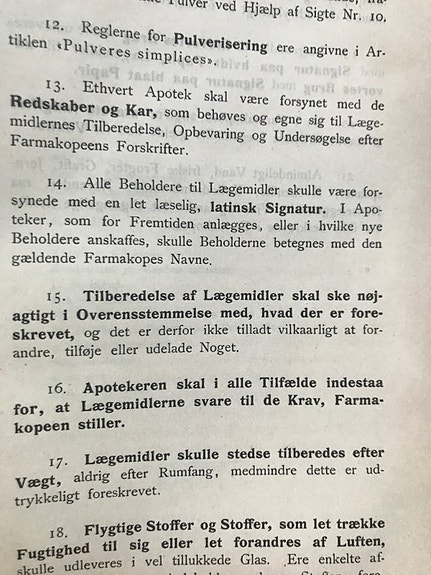 Pulver ved Hjælp af Sigte Nr. 10.
12. Reglerne for Pulverisering ere angivne i Ar-
tiklen «Pulveres simplices».
13. Ethvert Apotek skal være forsynet med de
Redskaber og Kar, som behøves og egne sig til Læge-
midlernes Tilberedelse, Opbevaring og Undersøgelse efter
Farmakopeens Forskrifter.
14. Alle Beholdere til Lægemidler skulle være for-
synede med en let læselig, latinsk Signatur. I Apo-
teker, som for Fremtiden anlægges, eller i hvilke nye
Beholdere anskaffes, skulle Beholderne betegnes med den
gældende Farmakopes Navne.
15. Tilberedelse af Lægemidler skal ske nøj-
agtigt i Overensstemmelse med, hvad der er fore-
skrevet, og det er derfor ikke tilladt vilkaarligt at for-
andre, tilføje eller udelade Noget.
16. Apotekeren skal i alle Tilfælde indestaa
for, at Lægemidlerne svare til de Krav, Farma-
kopeen stiller.
17. Lægemidler skulle stedse tilberedes efter
Vægt, aldrig efter Rumfang, medmindre dette er ud-
trykkeligt foreskrevet.
18. Flygtige Stoffer og Stoffer, som let trække
Fugtighed til sig eller let forandres af Luften,
skulle udleveres i vel tillukkede Glas. Ere enkelte af-